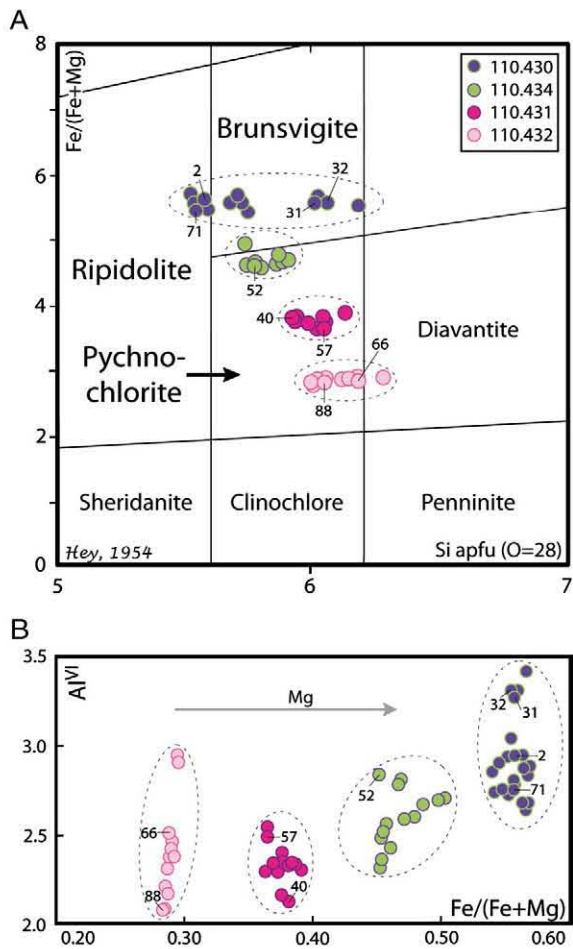 A
8
Fe/(Fe+Mg)
110.430
110.434
110.431
110.432
Brunsvigite
2
32
6
31
71
Ripidolite
52
4
40
57
Diavantite
Pychno-
chlorite
66
88
2
Sheridanite
Clinochlore
Penninite
Hey, 1954
Si apfu (O=28)
0
5
6
7
B
3.5
Al^VI
Mg
32
31
3.0
2
52
71
66
2.5
57
88
40
Fe/(Fe+Mg)
2.0
0.20
0.30
0.40
0.50
0.60